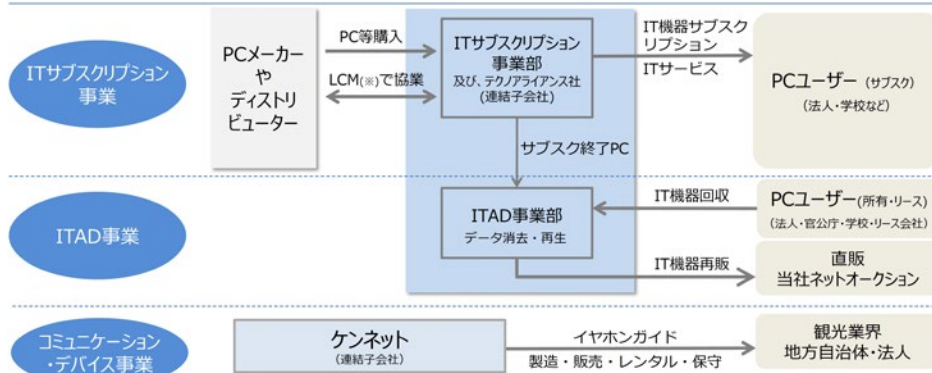 ITサブスクリプション
事業
PCメーカー
や
ディストリ
ビューター
PC等購入
LCM(※)で協業
ITサブスクリプション
事業部
及び、テクノアライアンス社
(連結子会社)
IT機器サブスク
リプション
ITサービス
PCユーザー (サブスク)
(法人・学校など)
サブスク終了PC
ITAD事業
ITAD事業部
データ消去・再生
IT機器回収
PCユーザー(所有・リース)
(法人・官公庁・学校・リース会社)
IT機器再販
直販
当社ネットオークション
コミュニケーション
・デバイス事業
ケンネット
(連結子会社)
イヤホンガイド
製造・販売・レンタル・保守
観光業界
地方自治体・法人